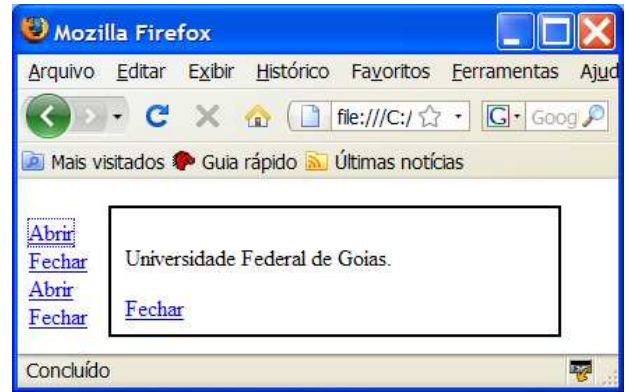 Mozilla Firefox
Arquivo Editar Exibir Histórico Favoritos Ferramentas Ajud
file:///C:/ G Goog
Mais visitados Guia rápido Últimas notícias
Abrir
Fechar
Abrir
Fechar
Universidade Federal de Goias.
Fechar
Concluído